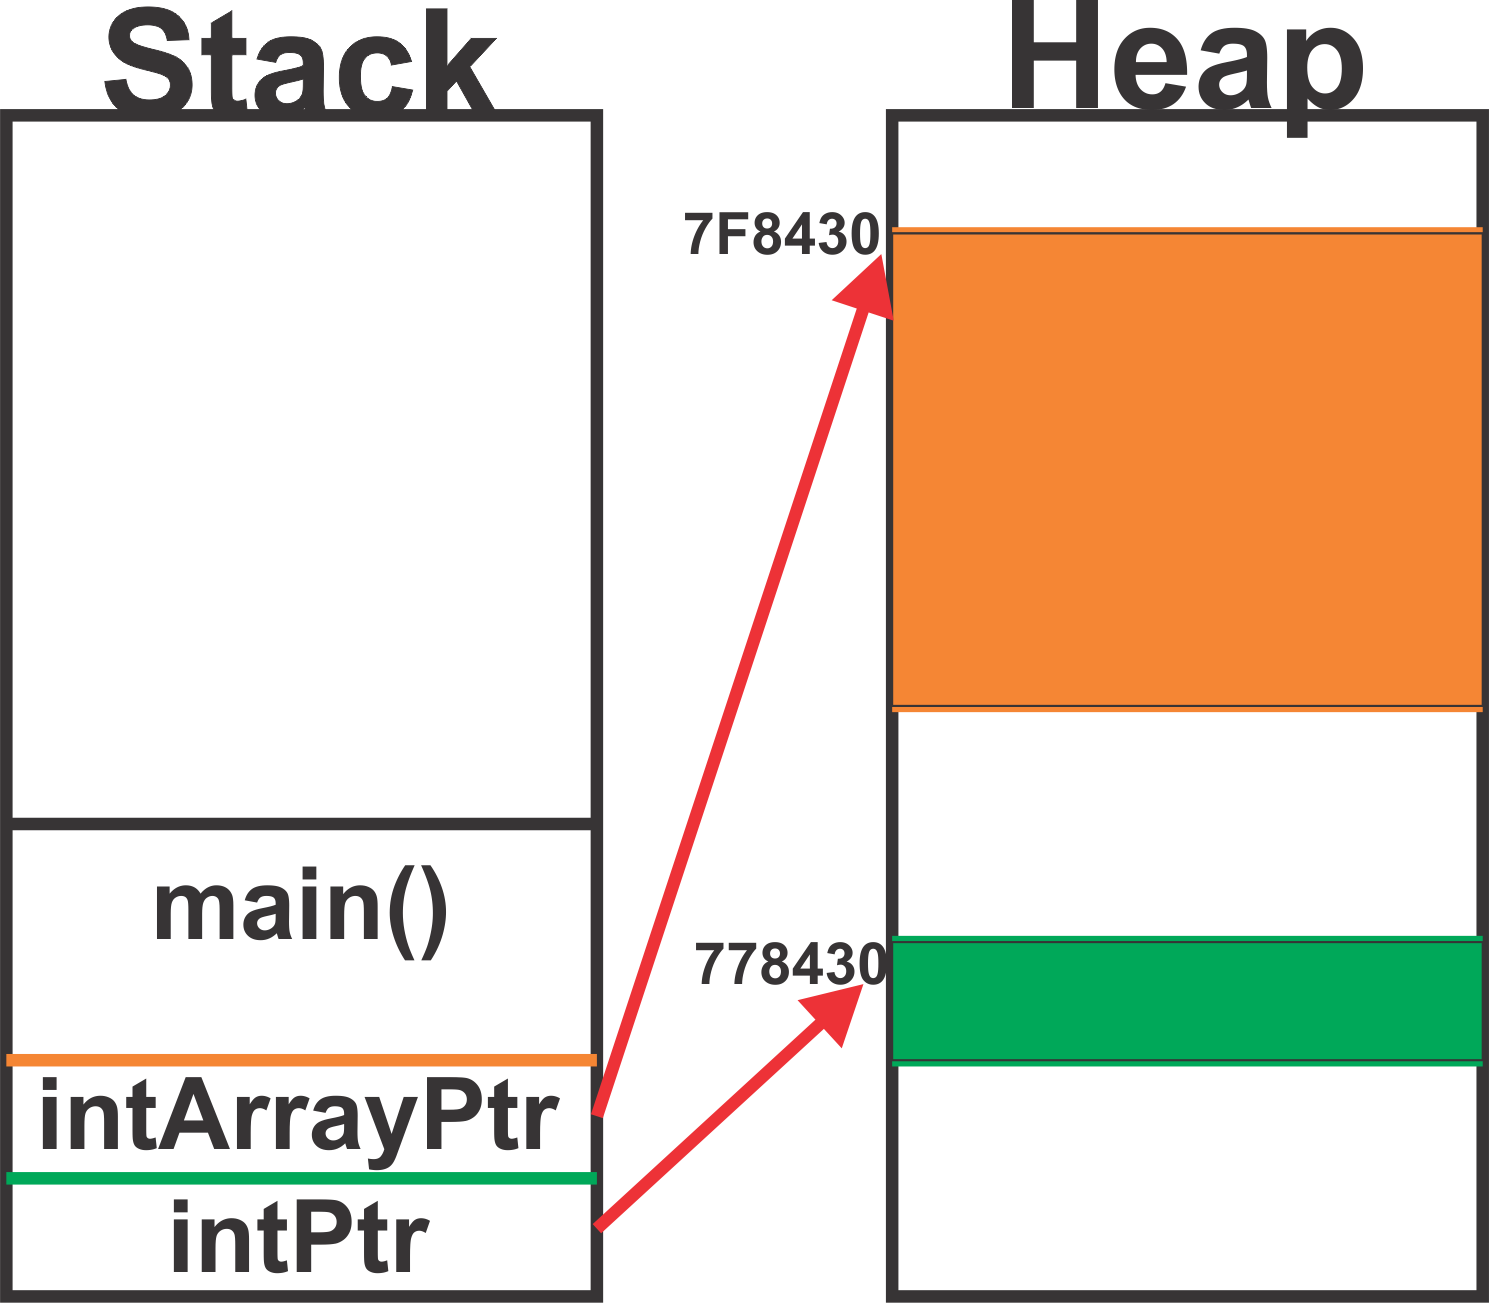 Stack
Heap
7F8430
main()
778430
intArrayPtr
intPtr